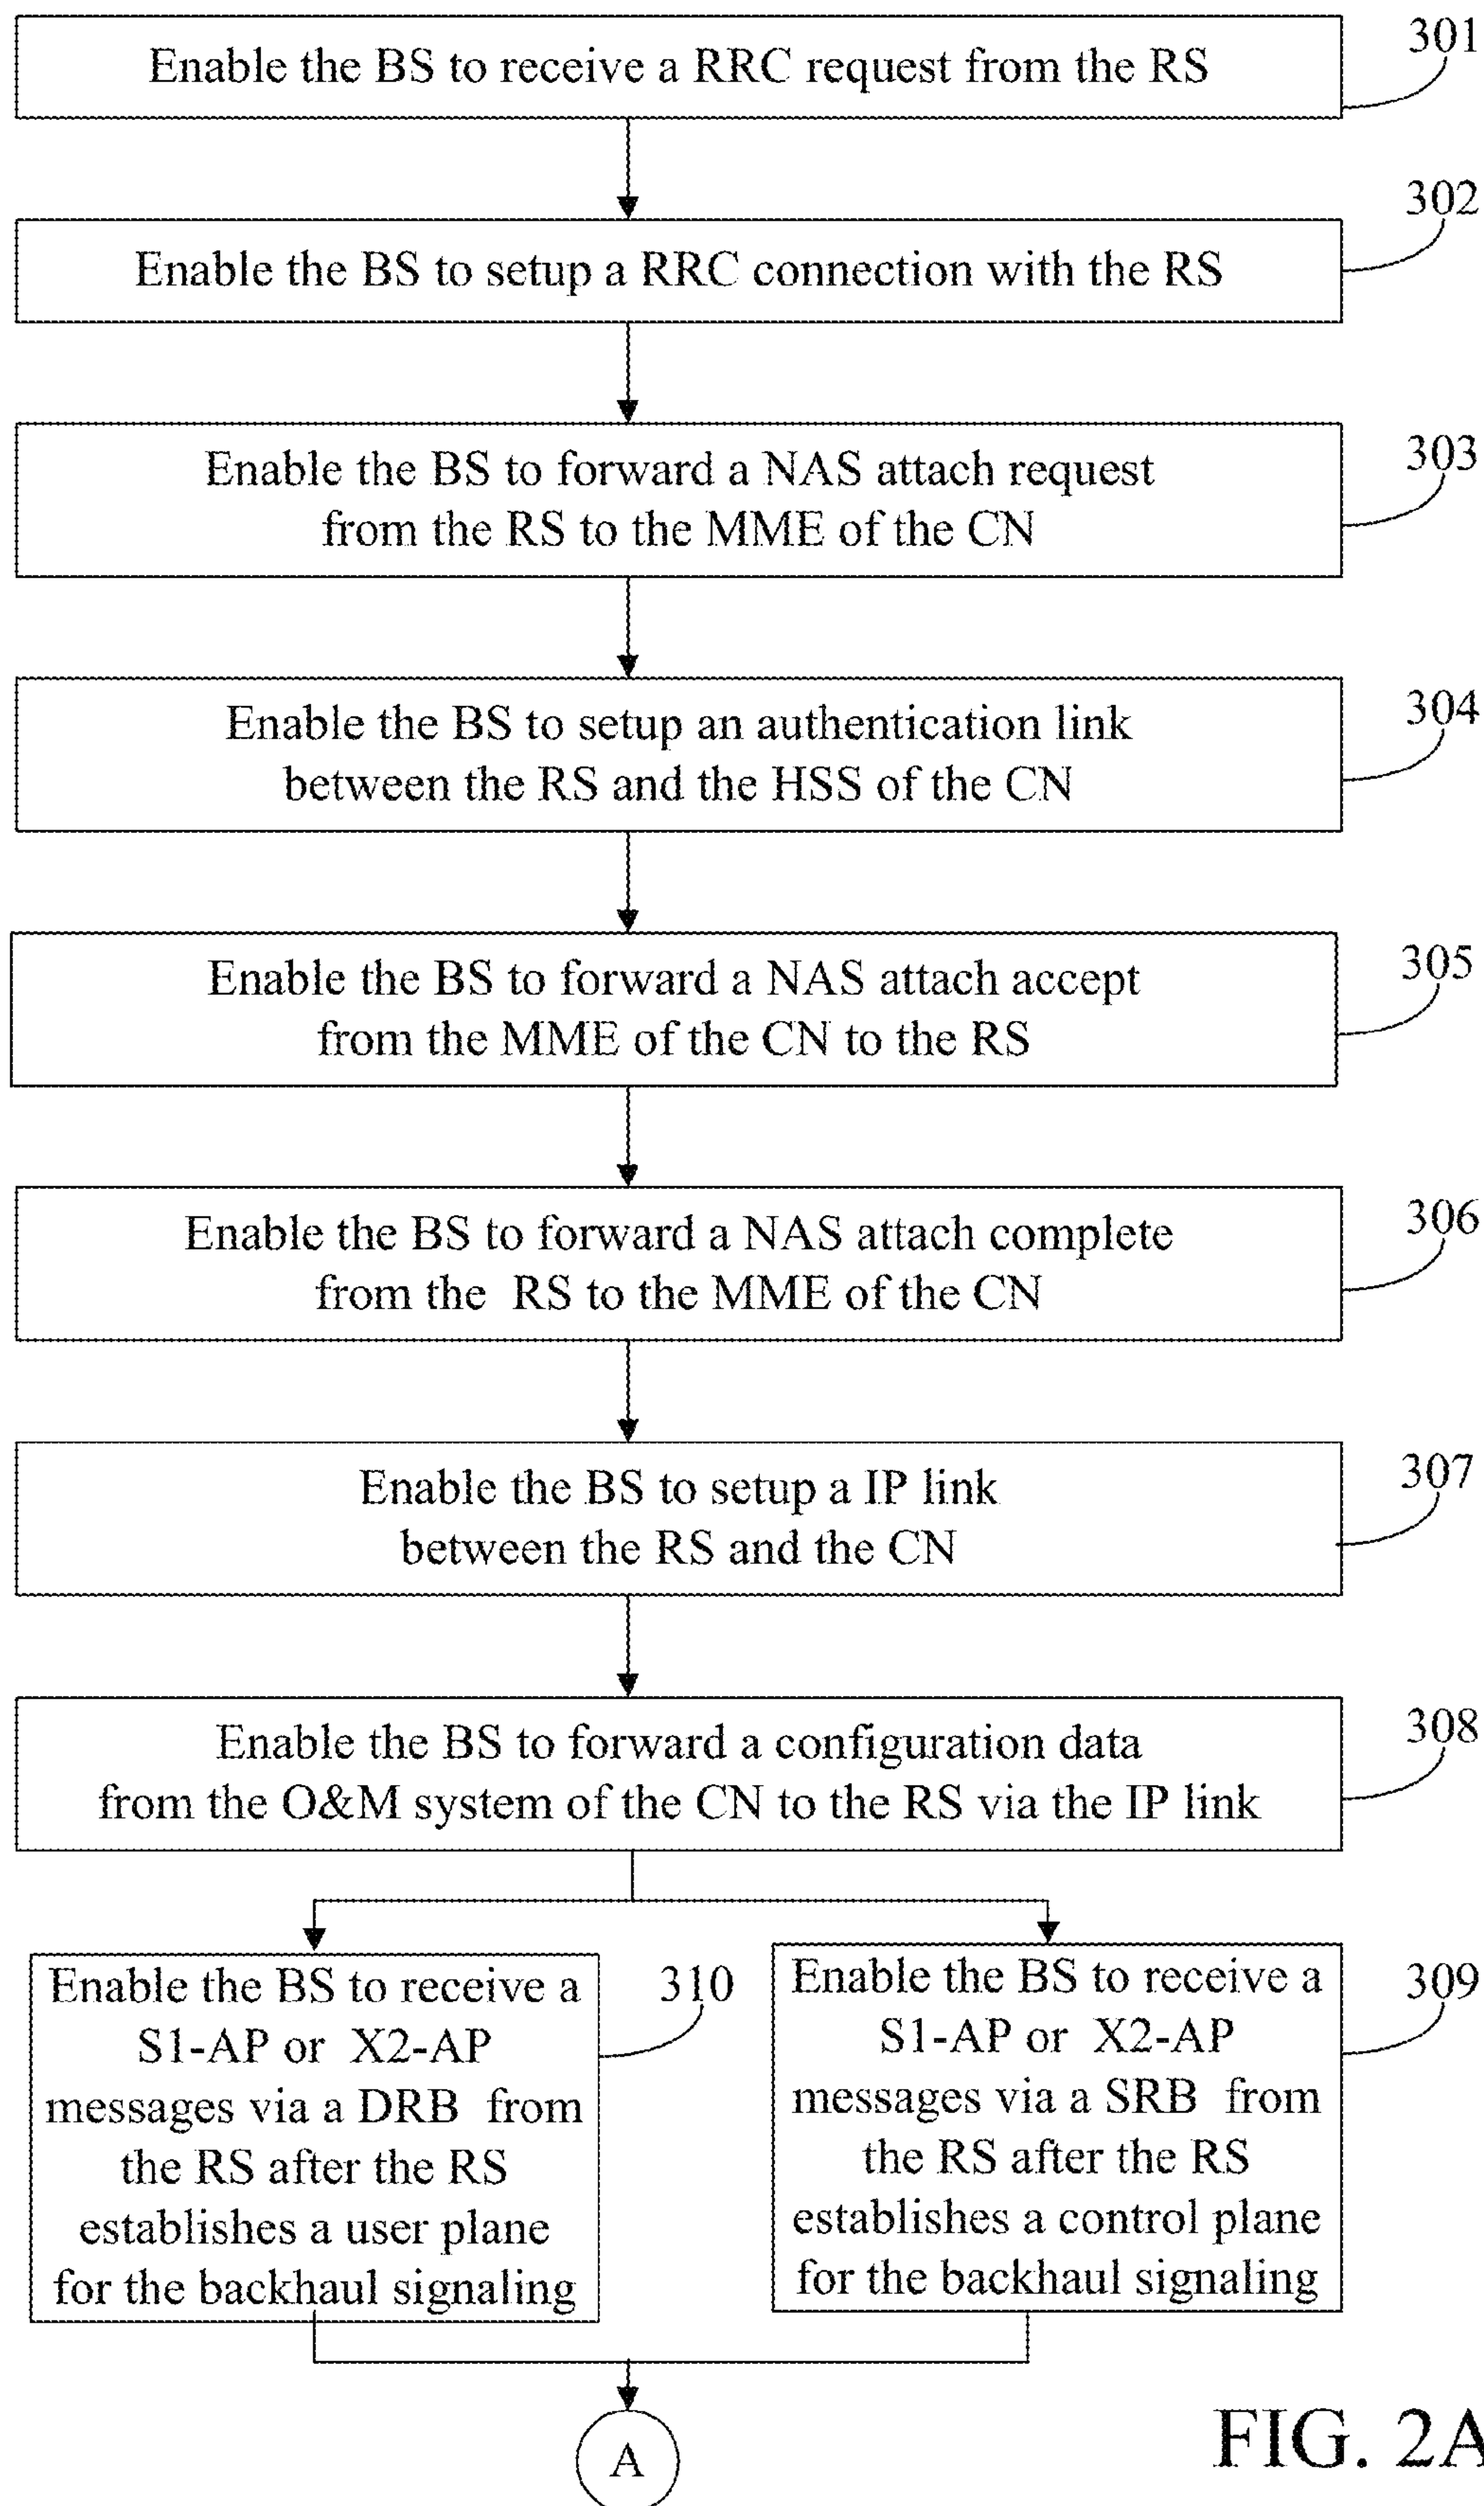 Enable the BS to receive a RRC request from the RS
301
Enable the BS to setup a RRC connection with the RS
302
Enable the BS to forward a NAS attach request
from the RS to the MME of the CN
303
Enable the BS to setup an authentication link
between the RS and the HSS of the CN
304
Enable the BS to forward a NAS attach accept
from the MME of the CN to the RS
305
Enable the BS to forward a NAS attach complete
from the RS to the MME of the CN
306
Enable the BS to setup a IP link
between the RS and the CN
307
Enable the BS to forward a configuration data
from the O&M system of the CN to the RS via the IP link
308
Enable the BS to receive a
S1-AP or X2-AP
messages via a DRB from
the RS after the RS
establishes a user plane
for the backhaul signaling
310
Enable the BS to receive a
S1-AP or X2-AP
messages via a SRB from
the RS after the RS
establishes a control plane
for the backhaul signaling
309
A
FIG. 2A